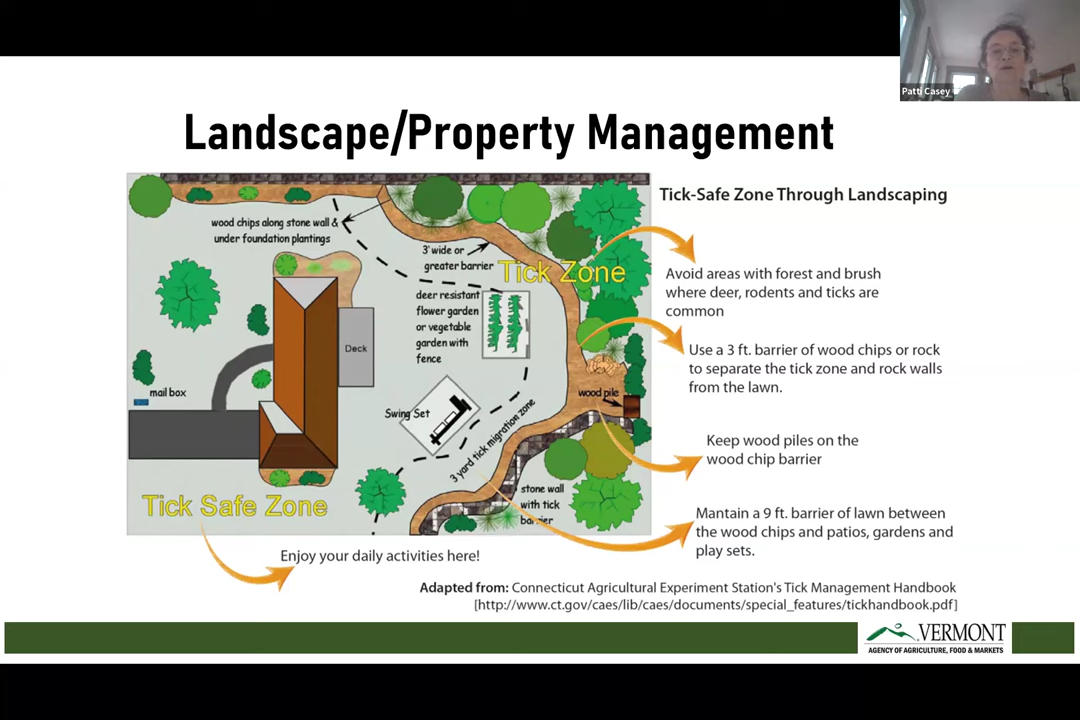 Patti Casey
Landscape/Property Management
Tick-Safe Zone Through Landscaping
wood chips along stone wall &
under foundation plantings
3' wide or
greater barrier
Tick Zone
Avoid areas with forest and brush
where deer, rodents and ticks are
common
deer resistant
flower garden
or vegetable
garden with
fence
Deck
Use a 3 ft. barrier of wood chips or rock
to separate the tick zone and rock walls
from the lawn.
mail box
wood pile
Swing Set
3 yard tick migration zone
Keep wood piles on the
wood chip barrier
Tick Safe Zone
stone wall
with tick
barrier
Mantain a 9 ft. barrier of lawn between
the wood chips and patios, gardens and
play sets.
Enjoy your daily activities here!
Adapted from: Connecticut Agricultural Experiment Station's Tick Management Handbook
[http://www.ct.gov/caes/lib/caes/documents/special_features/tickhandbook.pdf]
VERMONT
AGENCY OF AGRICULTURE, FOOD & MARKETS